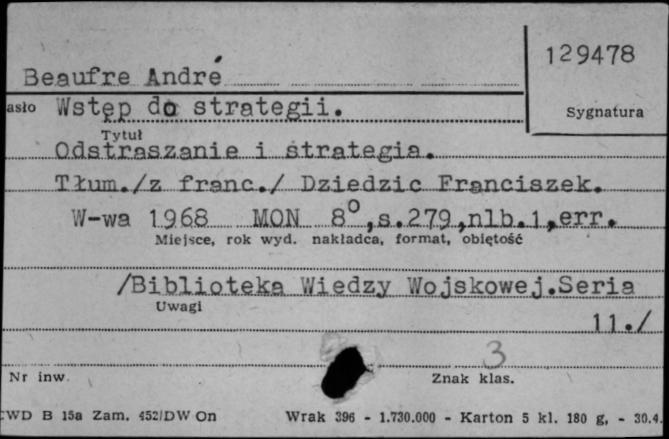 129478
Beaufre André
asło Wstęp do strategii.
Sygnatura
Tytuł
Odstraszanie i strategia.
Tłum./z franc./ Dziedzic Franciszek.
W-wa 1968 MON 8°,s.279,nlb.1,err.
Miejsce, rok wyd. nakładca, format, objętość
/Biblioteka Wiedzy Wojskowej.Seria
Uwagi
11./
3
Nr inw. Znak klas.
CWD B 15a Zam. 452/DW On Wrak 396 - 1.730.000 - Karton 5 kl. 180 g, - 30.4